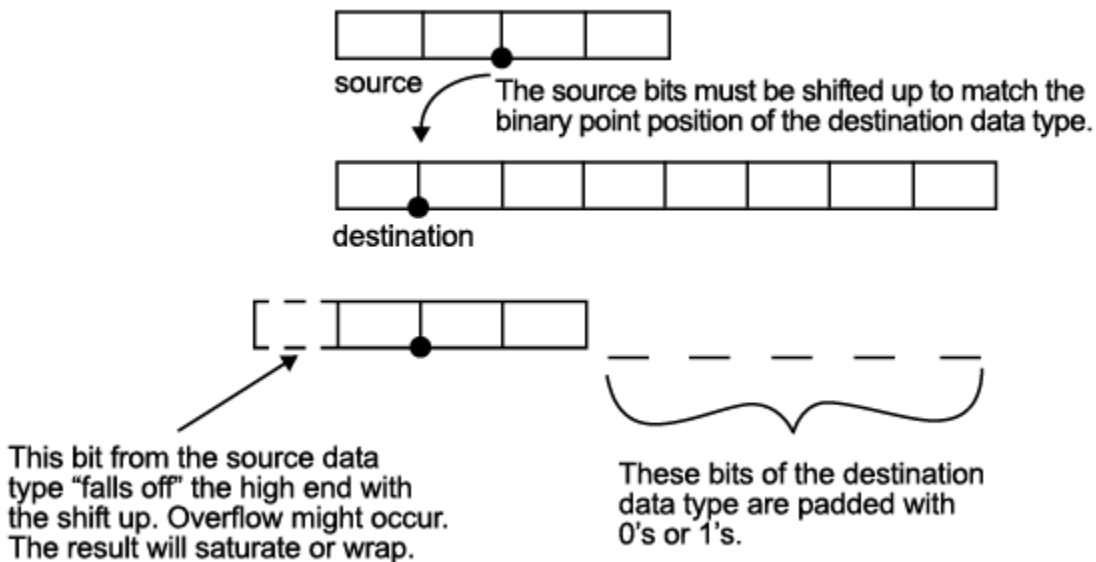 source
The source bits must be shifted up to match the
binary point position of the destination data type.
destination
This bit from the source data
type “falls off” the high end with
the shift up. Overflow might occur.
The result will saturate or wrap.
These bits of the destination
data type are padded with
0's or 1's.